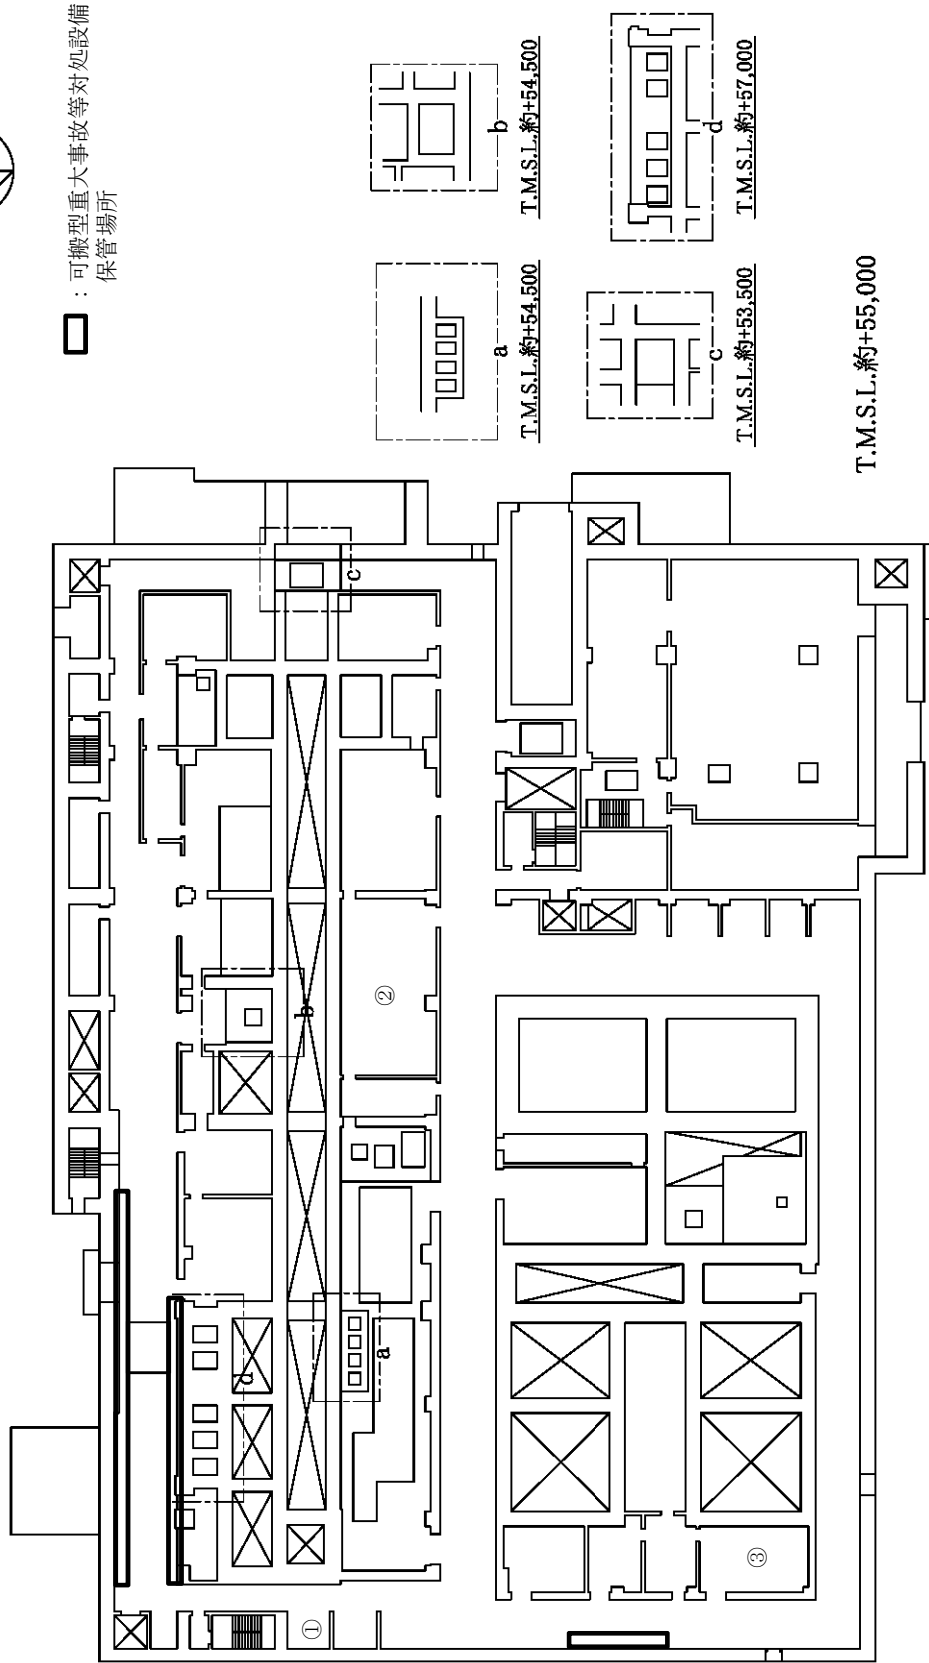 ：可搬型重大事故等対処設備
保管場所
a
T.M.S.L.約+54,500
b
T.M.S.L.約+54,500
c
T.M.S.L.約+53,500
d
T.M.S.L.約+57,000
T.M.S.L.約+55,000
c
b
②
d
a
①
③